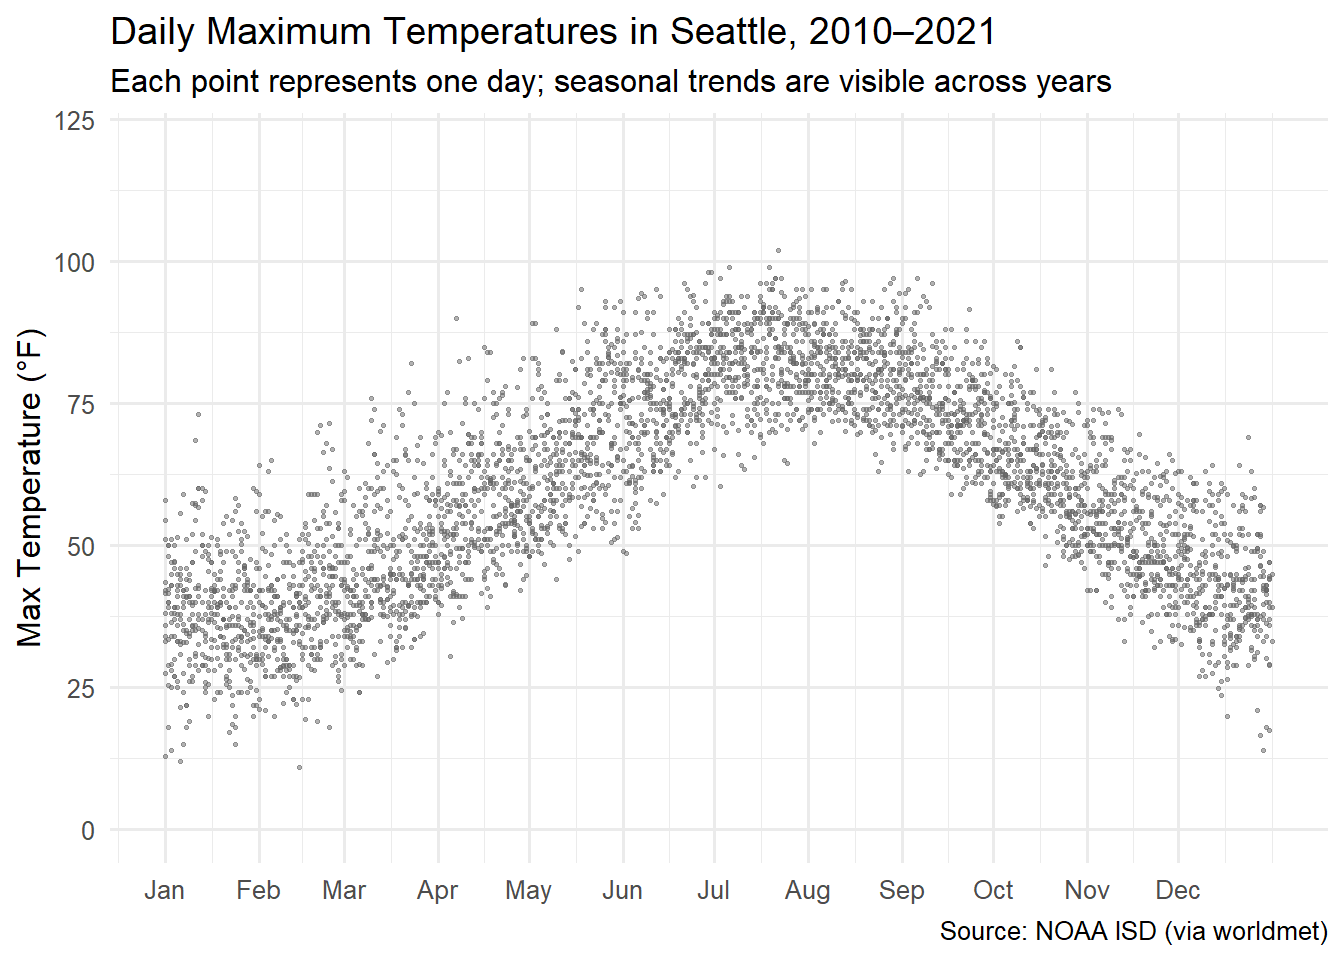 Daily Maximum Temperatures in Seattle, 2010–2021
Each point represents one day; seasonal trends are visible across years
Max Temperature (°F)
125
100
75
50
25
0
Jan Feb Mar Apr May Jun Jul Aug Sep Oct Nov Dec
Source: NOAA ISD (via worldmet)